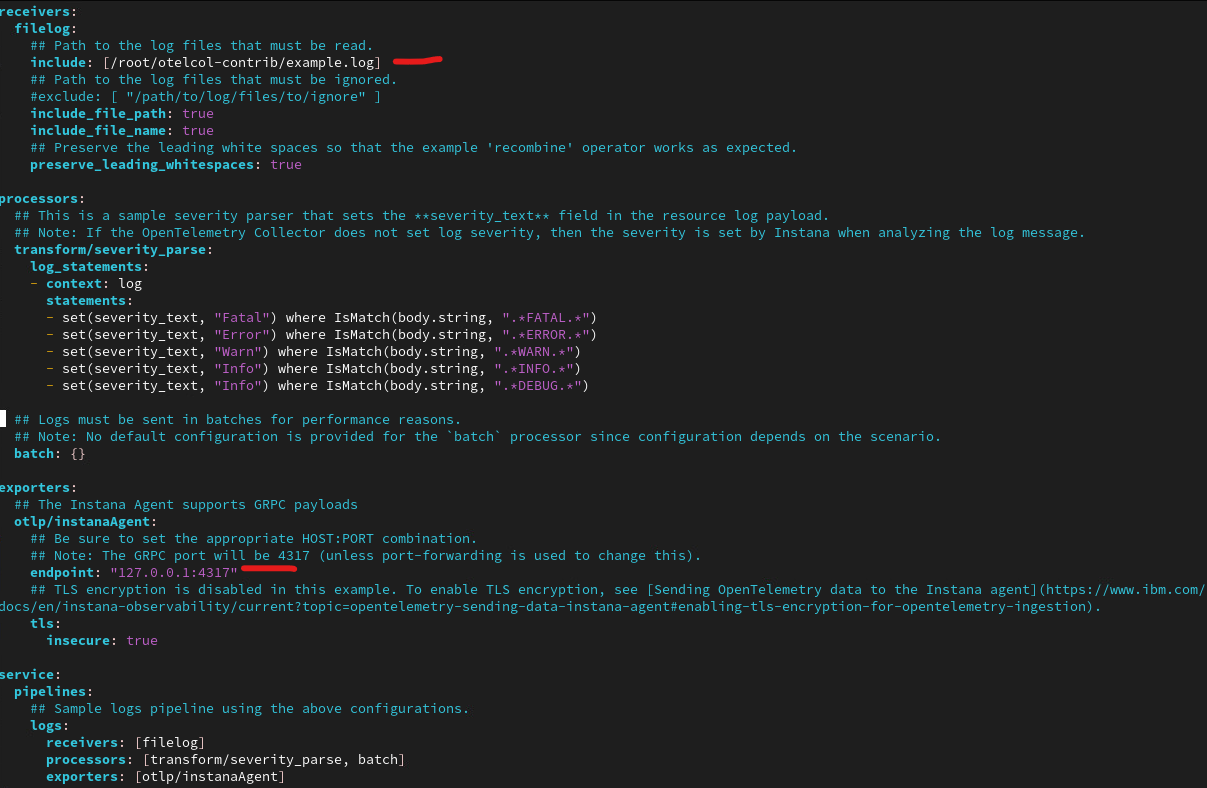 receivers:
  filelog:
    ## Path to the log files that must be read.
    include: [/root/otelcol-contrib/example.log]
    ## Path to the log files that must be ignored.
    #exclude: [ "/path/to/log/files/to/ignore" ]
    include_file_path: true
    include_file_name: true
    ## Preserve the leading white spaces so that the example 'recombine' operator works as expected.
    preserve_leading_whitespaces: true

processors:
  ## This is a sample severity parser that sets the **severity_text** field in the resource log payload.
  ## Note: If the OpenTelemetry Collector does not set log severity, then the severity is set by Instana when analyzing the log message.
  transform/severity_parse:
    log_statements:
    - context: log
      statements:
      - set(severity_text, "Fatal") where IsMatch(body.string, ".*FATAL.*")
      - set(severity_text, "Error") where IsMatch(body.string, ".*ERROR.*")
      - set(severity_text, "Warn") where IsMatch(body.string, ".*WARN.*")
      - set(severity_text, "Info") where IsMatch(body.string, ".*INFO.*")
      - set(severity_text, "Info") where IsMatch(body.string, ".*DEBUG.*")

  ## Logs must be sent in batches for performance reasons.
  ## Note: No default configuration is provided for the `batch` processor since configuration depends on the scenario.
  batch: {}

exporters:
  ## The Instana Agent supports GRPC payloads
  otlp/instanaAgent:
    ## Be sure to set the appropriate HOST:PORT combination.
    ## Note: The GRPC port will be 4317 (unless port-forwarding is used to change this).
    endpoint: "127.0.0.1:4317"
    ## TLS encryption is disabled in this example. To enable TLS encryption, see [Sending OpenTelemetry data to the Instana agent](https://www.ibm.com/
docs/en/instana-observability/current?topic=opentelemetry-sending-data-instana-agent#enabling-tls-encryption-for-opentelemetry-ingestion).
    tls:
      insecure: true

service:
  pipelines:
    ## Sample logs pipeline using the above configurations.
    logs:
      receivers: [filelog]
      processors: [transform/severity_parse, batch]
      exporters: [otlp/instanaAgent]